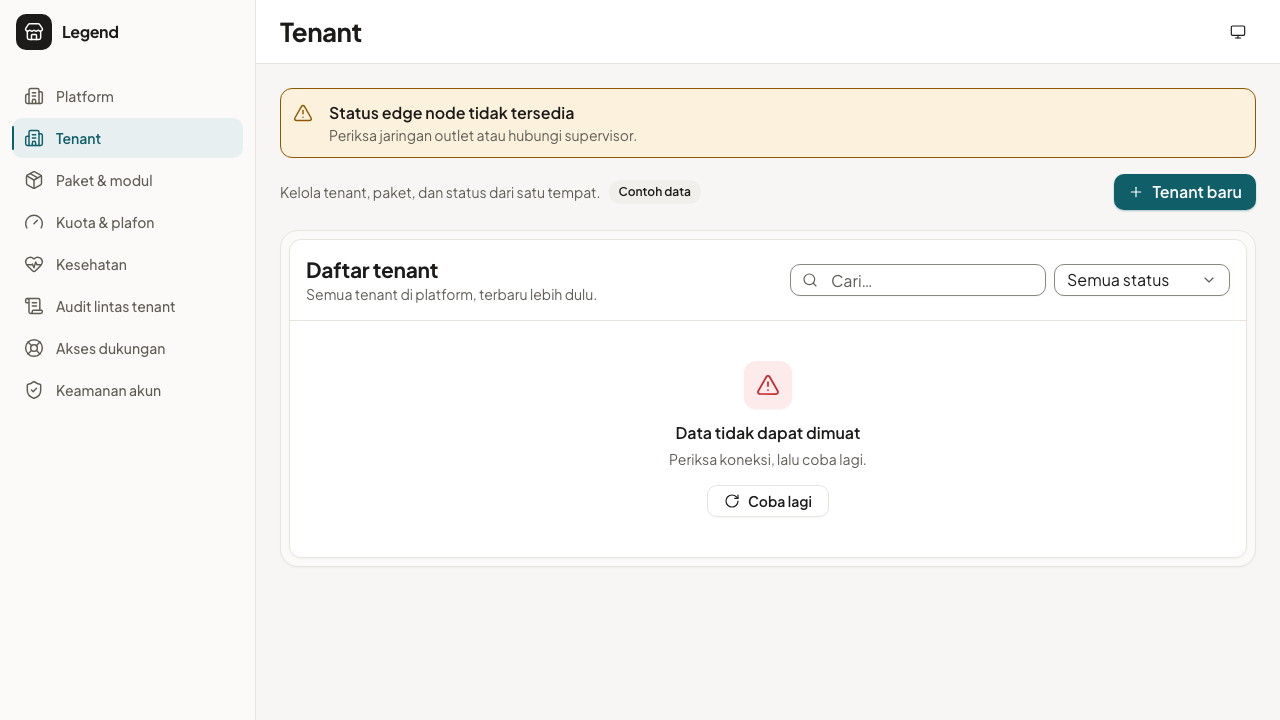 Legend
Tenant
Platform
Tenant
Paket & modul
Kuota & plafon
Kesehatan
Audit lintas tenant
Akses dukungan
Keamanan akun
Status edge node tidak tersedia
Periksa jaringan outlet atau hubungi supervisor.
Kelola tenant, paket, dan status dari satu tempat.
Contoh data
Tenant baru
Daftar tenant
Semua tenant di platform, terbaru lebih dulu.
Cari...
Semua status
Data tidak dapat dimuat
Periksa koneksi, lalu coba lagi.
Coba lagi